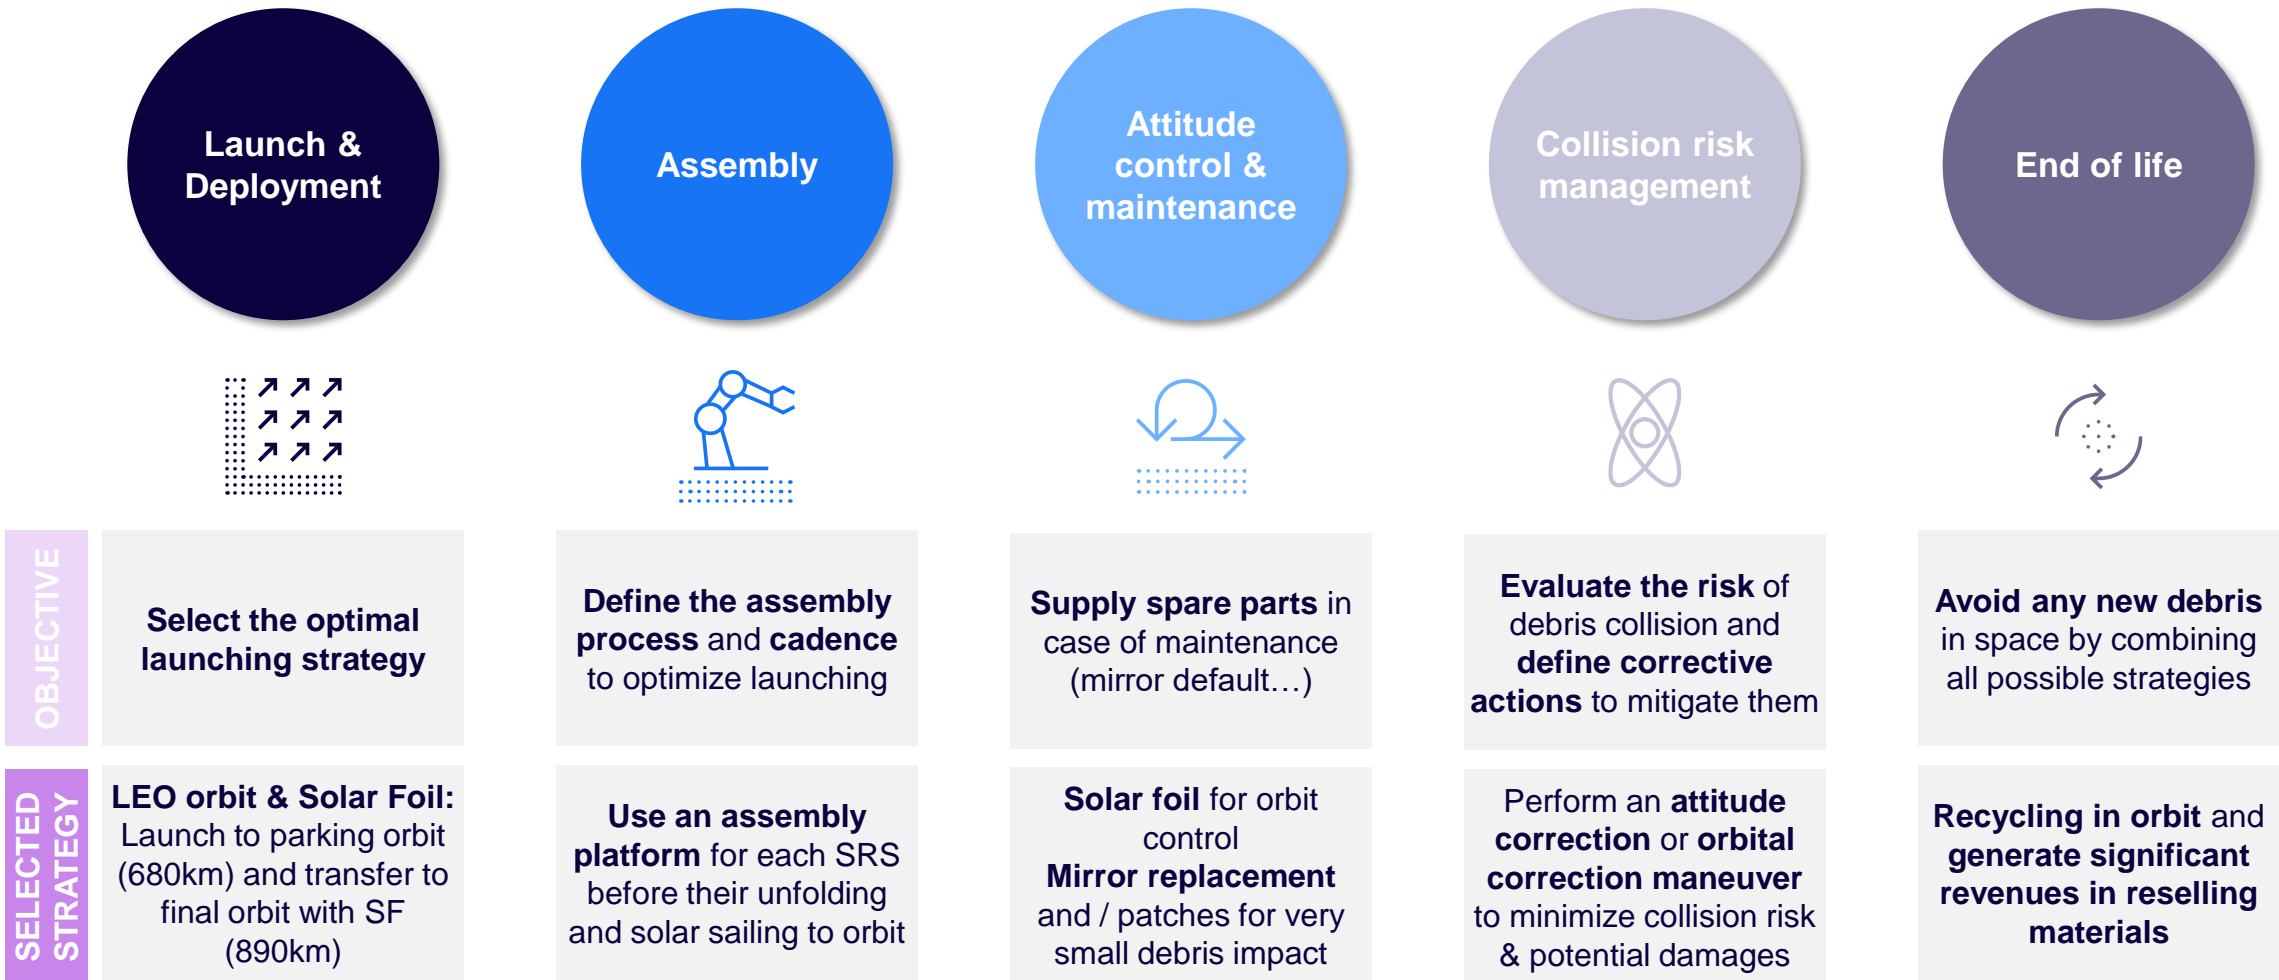 Launch &
Deployment
Assembly
Attitude
control &
maintenance
Collision risk
management
End of life
OBJECTIVE
Select the optimal
launching strategy
Define the assembly
process and cadence
to optimize launching
Supply spare parts in
case of maintenance
(mirror default…)
Evaluate the risk of
debris collision and
define corrective
actions to mitigate them
Avoid any new debris
in space by combining
all possible strategies
SELECTED
STRATEGY
LEO orbit & Solar Foil:
Launch to parking orbit
(680km) and transfer to
final orbit with SF
(890km)
Use an assembly
platform for each SRS
before their unfolding
and solar sailing to orbit
Solar foil for orbit
control
Mirror replacement
and / patches for very
small debris impact
Perform an attitude
correction or orbital
correction maneuver
to minimize collision risk
& potential damages
Recycling in orbit and
generate significant
revenues in reselling
materials